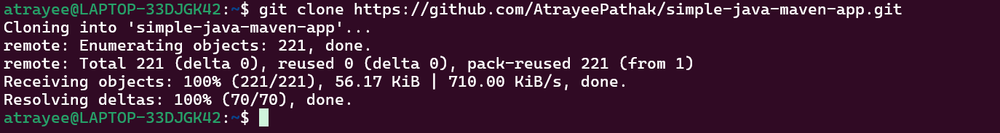 atrayee@LAPTOP-33DJGK42:~$ git clone https://github.com/AtrayeePathak/simple-java-maven-app.git
Cloning into 'simple-java-maven-app'...
remote: Enumerating objects: 221, done.
remote: Total 221 (delta 0), reused 0 (delta 0), pack-reused 221 (from 1)
Receiving objects: 100% (221/221), 56.17 KiB | 710.00 KiB/s, done.
Resolving deltas: 100% (70/70), done.
atrayee@LAPTOP-33DJGK42:~$